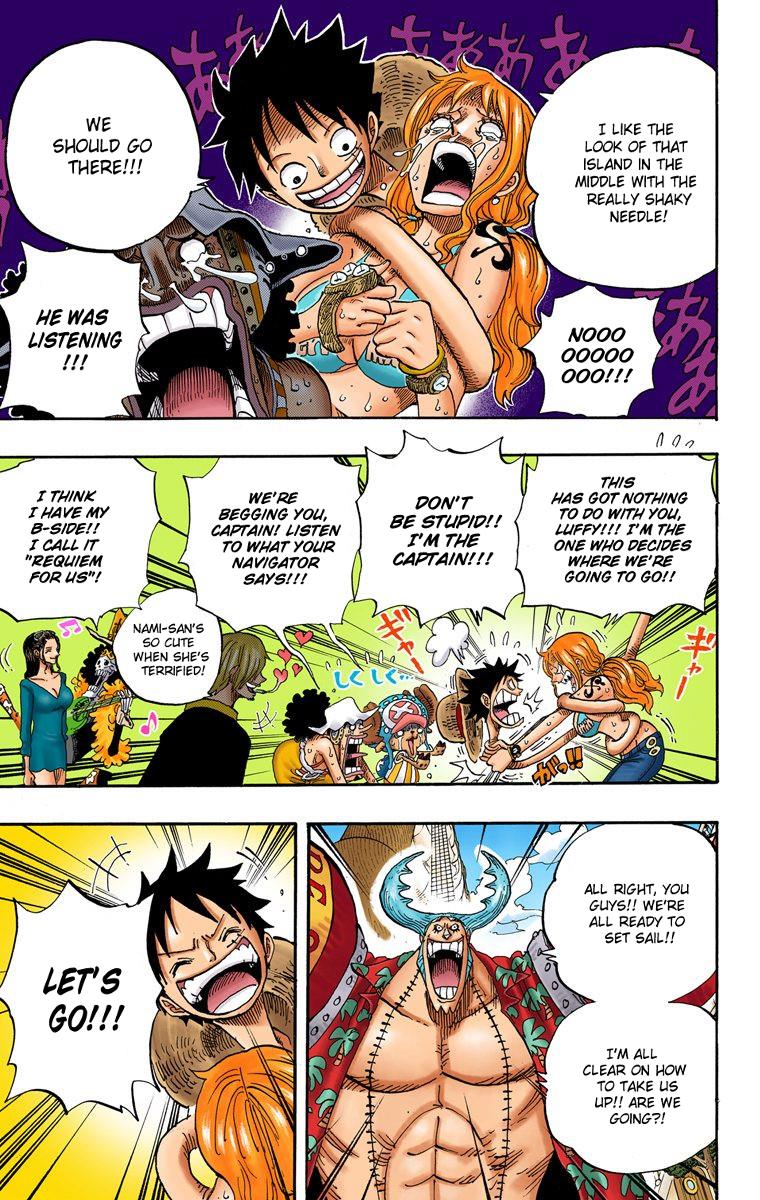 I LIKE THE
LOOK OF THAT
ISLAND IN THE
MIDDLE WITH THE
REALLY SHAKY
NEEDLE!
WE
SHOULD GO
THERE!!!
NOOO
OOOOOO
OOO!!!
HE WAS
LISTENING
!!!
THIS
HAS GOT NOTHING
TO DO WITH YOU,
LUFFY!!! I'M THE
ONE WHO DECIDES
WHERE WE'RE
GOING TO GO!!
DON'T
BE STUPID!!
I'M THE
CAPTAIN!!!
WE'RE
BEGGING YOU,
CAPTAIN! LISTEN
TO WHAT YOUR
NAVIGATOR
SAYS!!!
NAMI-SAN'S
SO CUTE
WHEN SHE'S
TERRIFIED!
I THINK
I HAVE MY
B-SIDE!!
I CALL IT
"REQUIEM
FOR US"!
ギャー
ガッ!!
ギャー
しくしく…
ALL RIGHT, YOU
GUYS!! WE'RE
ALL READY TO
SET SAIL!!
I'M ALL
CLEAR ON HOW
TO TAKE US
UP!! ARE WE
GOING?!
LET'S
GO!!!